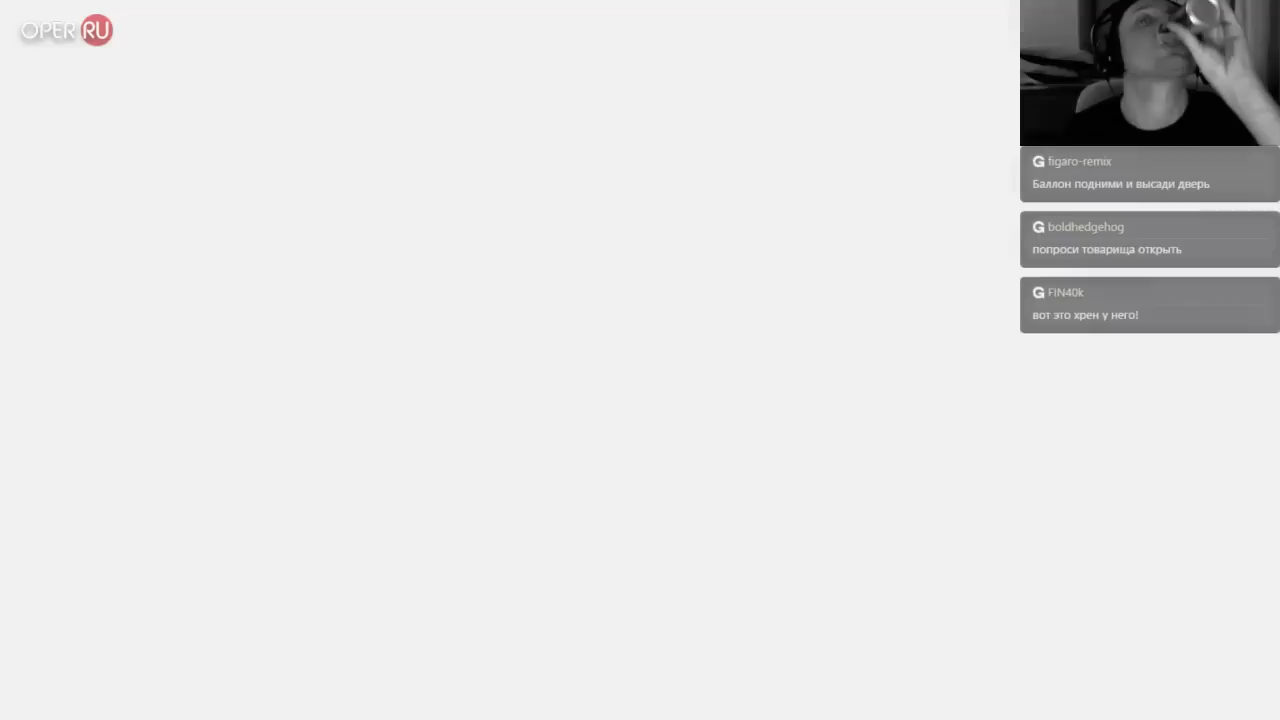 OPER RU
figaro-remix
Баллон подними и высади дверь
boldhedgehog
попроси товарища открыть
FIN40k
вот это хрен у него!